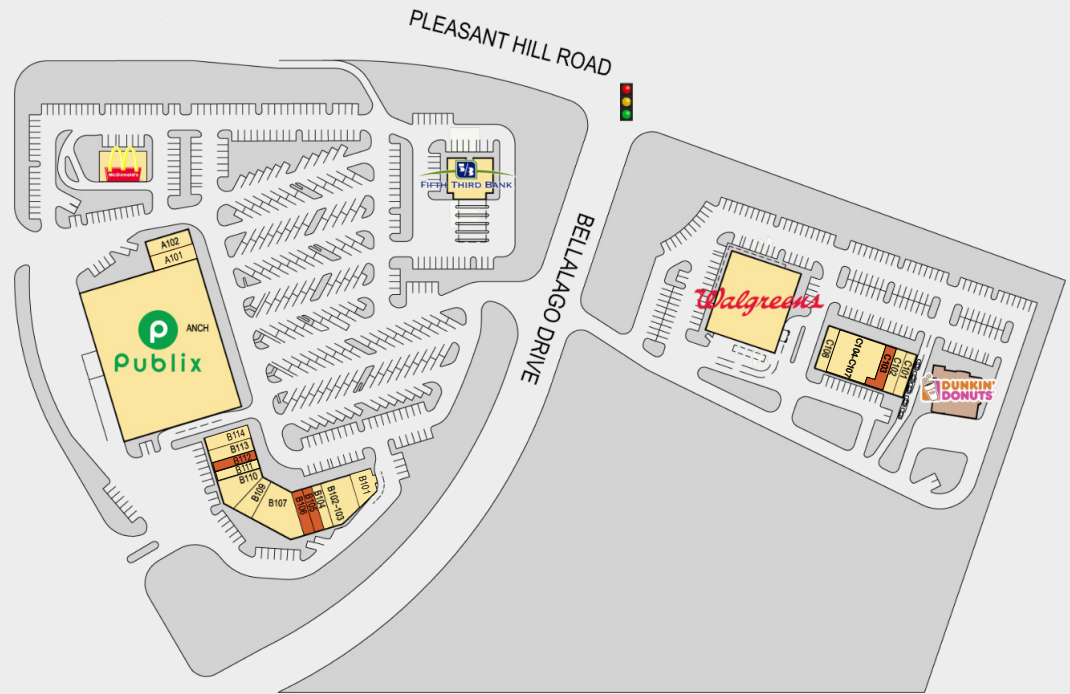 PLEASANT HILL ROAD
McDonald's
FIFTH THIRD BANK
A102
A101
BELLALAGO DRIVE
Publix
ANCH
Walgreens
C108
C104-C107
C103
C102
C101
DUNKIN'
DONUTS
B114
B113
B112
B111
B110
B109
B107
B106
B105
B104
B102-103
B101